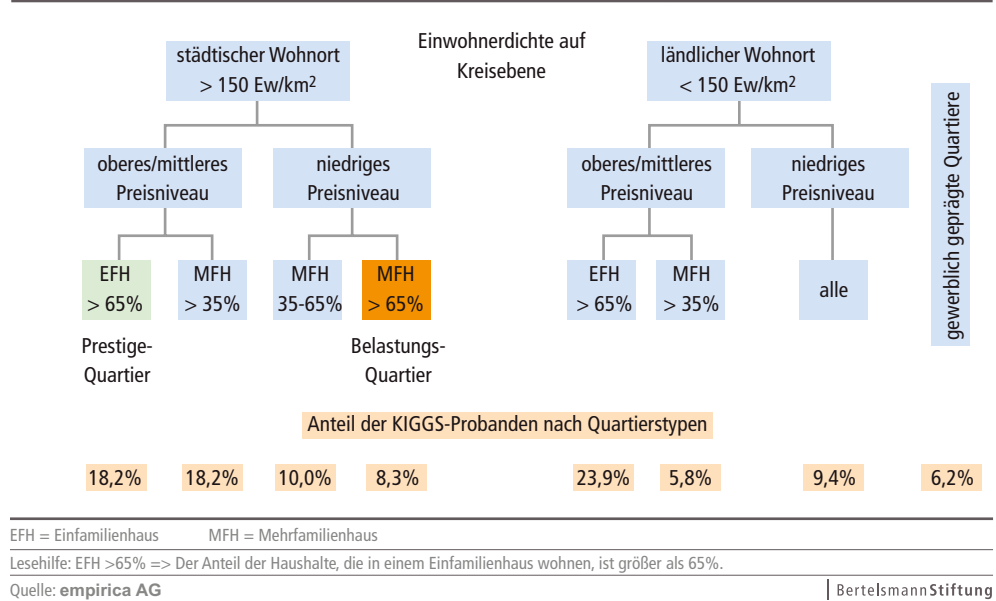 Einwohnerdichte auf
Kreisebene
städtischer Wohnort
> 150 Ew/km²
ländlicher Wohnort
< 150 Ew/km²
oberes/mittleres
Preisniveau
niedriges
Preisniveau
oberes/mittleres
Preisniveau
niedriges
Preisniveau
gewerblich geprägte Quartiere
EFH
> 65%
MFH
> 35%
MFH
35-65%
MFH
> 65%
EFH
> 65%
MFH
> 35%
alle
Prestige-
Quartier
Belastungs-
Quartier
Anteil der KIGGS-Probanden nach Quartierstypen
18,2% 18,2% 10,0% 8,3% 23,9% 5,8% 9,4% 6,2%
EFH = Einfamilienhaus MFH = Mehrfamilienhaus
Lesehilfe: EFH >65% => Der Anteil der Haushalte, die in einem Einfamilienhaus wohnen, ist größer als 65%.
Quelle: empirica AG
BertelsmannStiftung